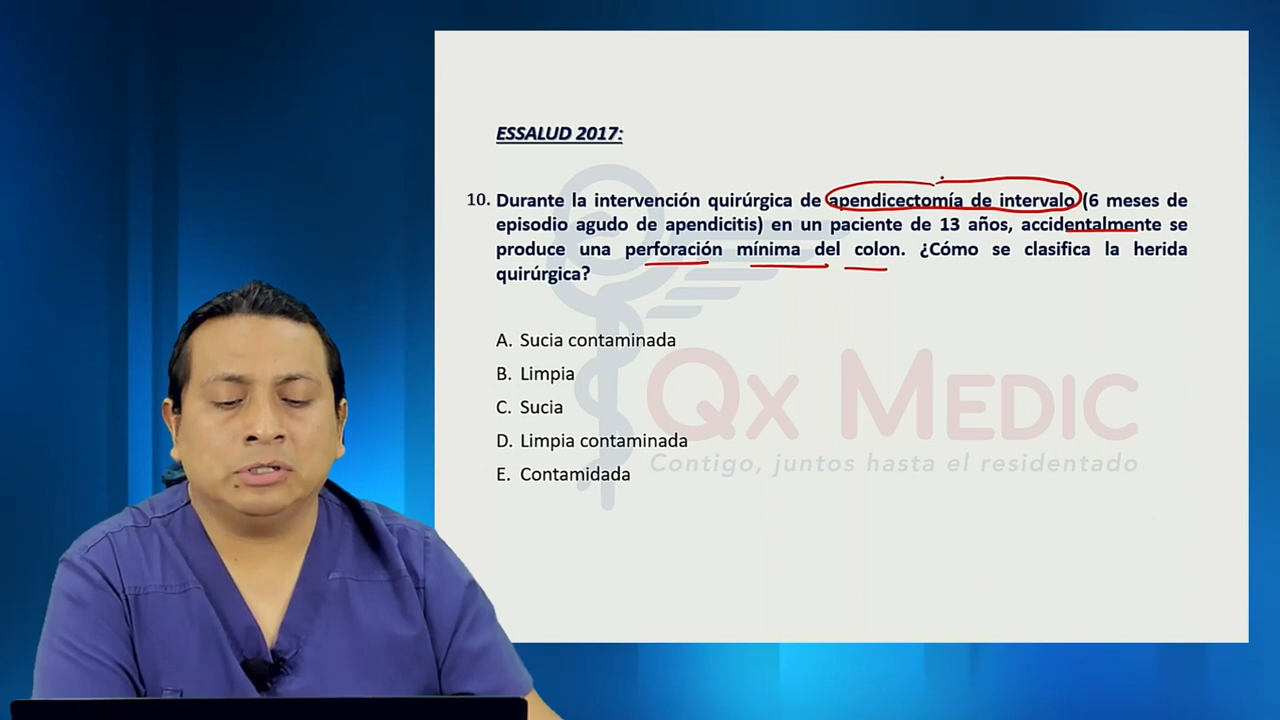 ESSALUD 2017:
10. Durante la intervención quirúrgica de apendicectomía de intervalo (6 meses de
episodio agudo de apendicitis) en un paciente de 13 años, accidentalmente se
produce una perforación mínima del colon. ¿Cómo se clasifica la herida
quirúrgica?
A. Sucia contaminada
B. Limpia
C. Sucia
D. Limpia contaminada
E. Contamidada
Qx MEDIC
Contigo, juntos hasta el residentado